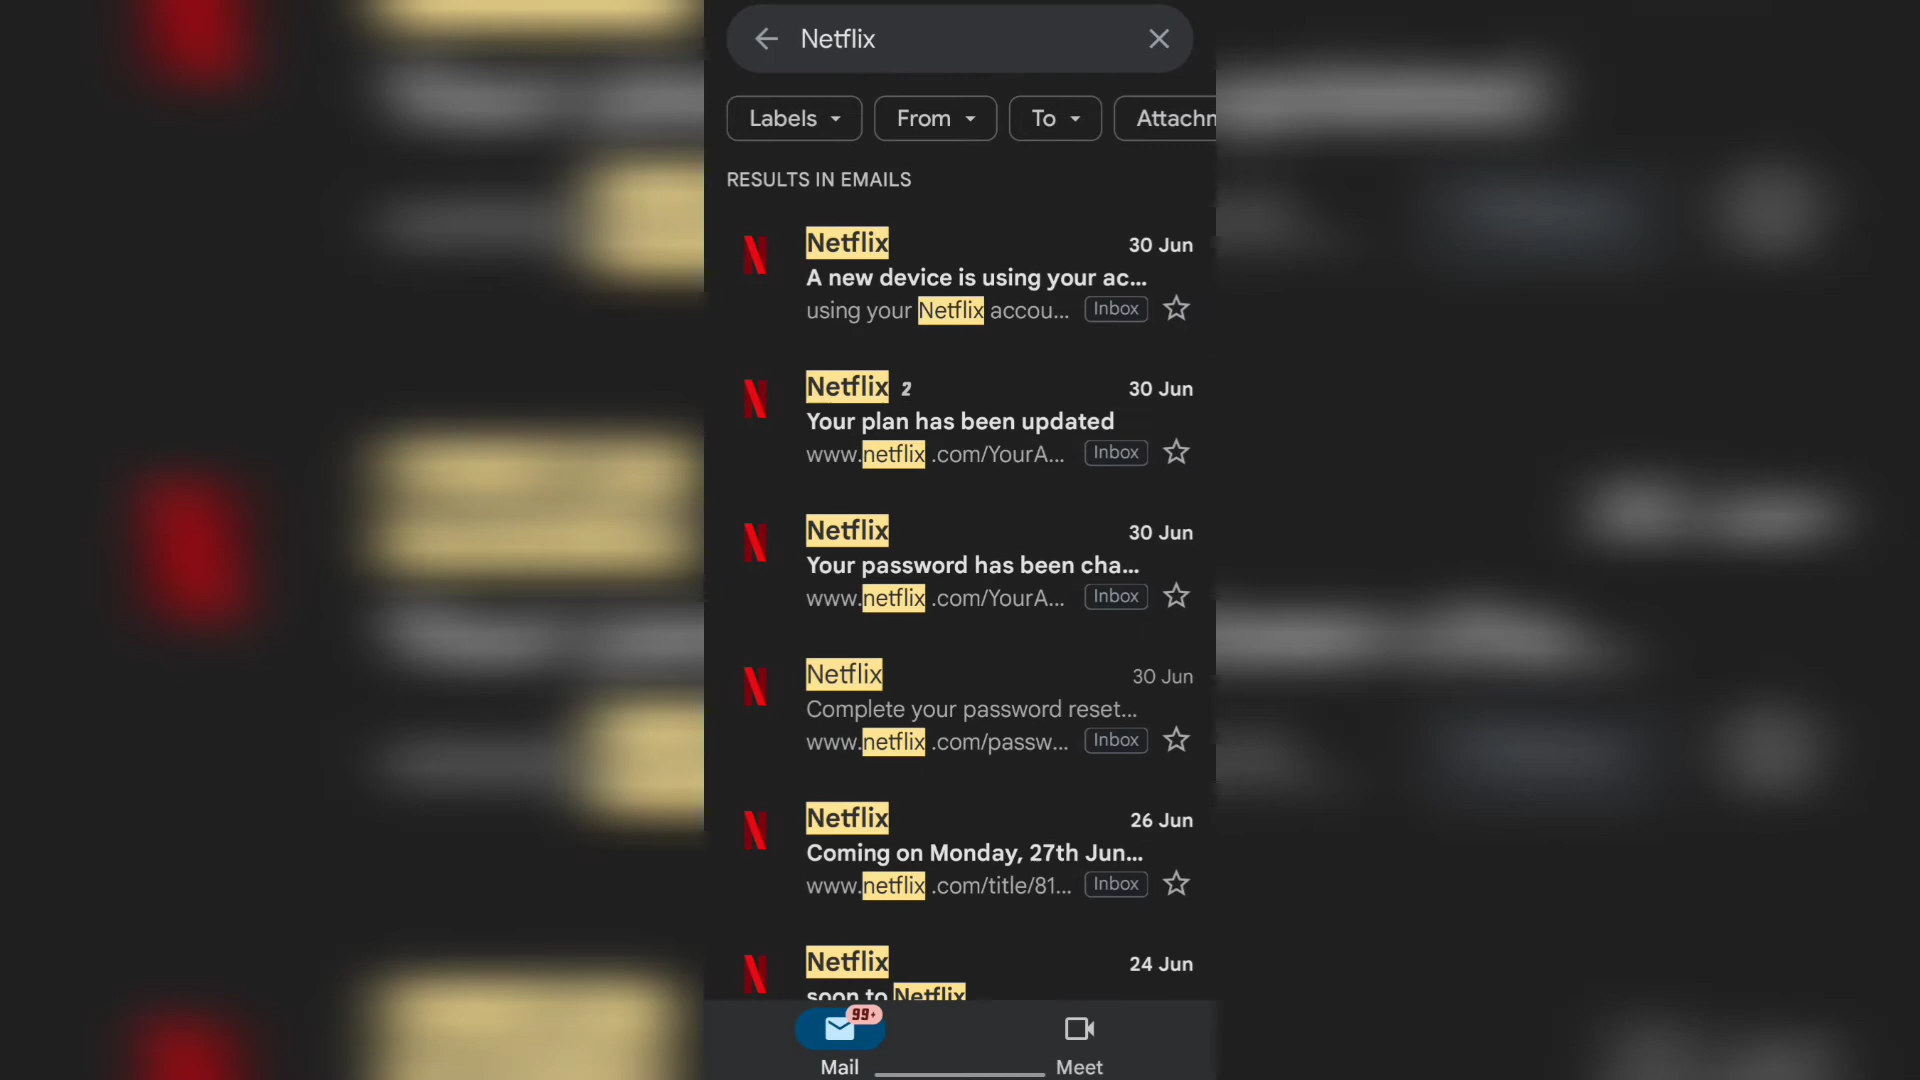 Netflix
Labels From To Attachm
RESULTS IN EMAILS
Netflix 30 Jun
A new device is using your ac...
using your Netflix accou... Inbox
Netflix 2 30 Jun
Your plan has been updated
www.netflix .com/YourA... Inbox
Netflix 30 Jun
Your password has been cha...
www.netflix .com/YourA... Inbox
Netflix 30 Jun
Complete your password reset...
www.netflix .com/passw... Inbox
Netflix 26 Jun
Coming on Monday, 27th Jun...
www.netflix .com/title/81... Inbox
Netflix 24 Jun
soon to Netflix
99+
Mail Meet